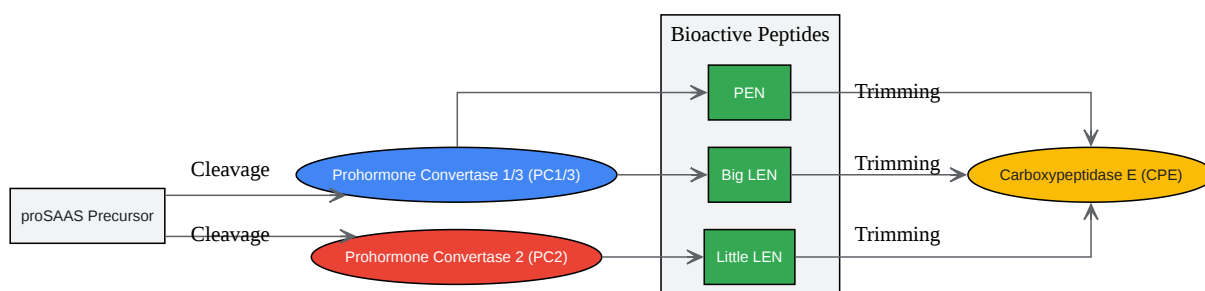 Bioactive Peptides
PEN
Trimming
Cleavage
Prohormone Convertase 1/3 (PC1/3)
Big LEN
Trimming
Carboxypeptidase E (CPE)
proSAAS Precursor
Cleavage
Prohormone Convertase 2 (PC2)
Little LEN
Trimming